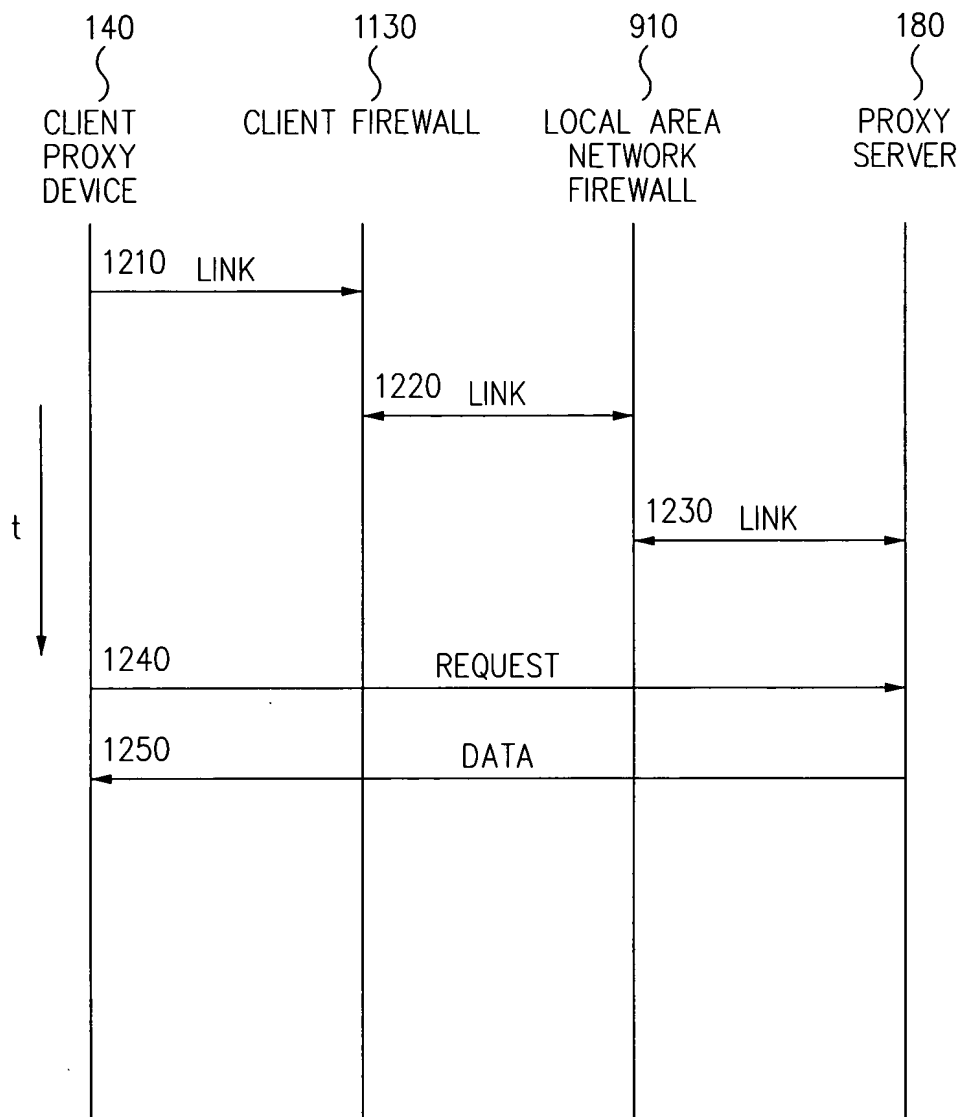 140
1130
910
180
CLIENT
PROXY
DEVICE
CLIENT FIREWALL
LOCAL AREA
NETWORK
FIREWALL
PROXY
SERVER
1210 LINK
1220 LINK
t
1230 LINK
1240 REQUEST
1250 DATA